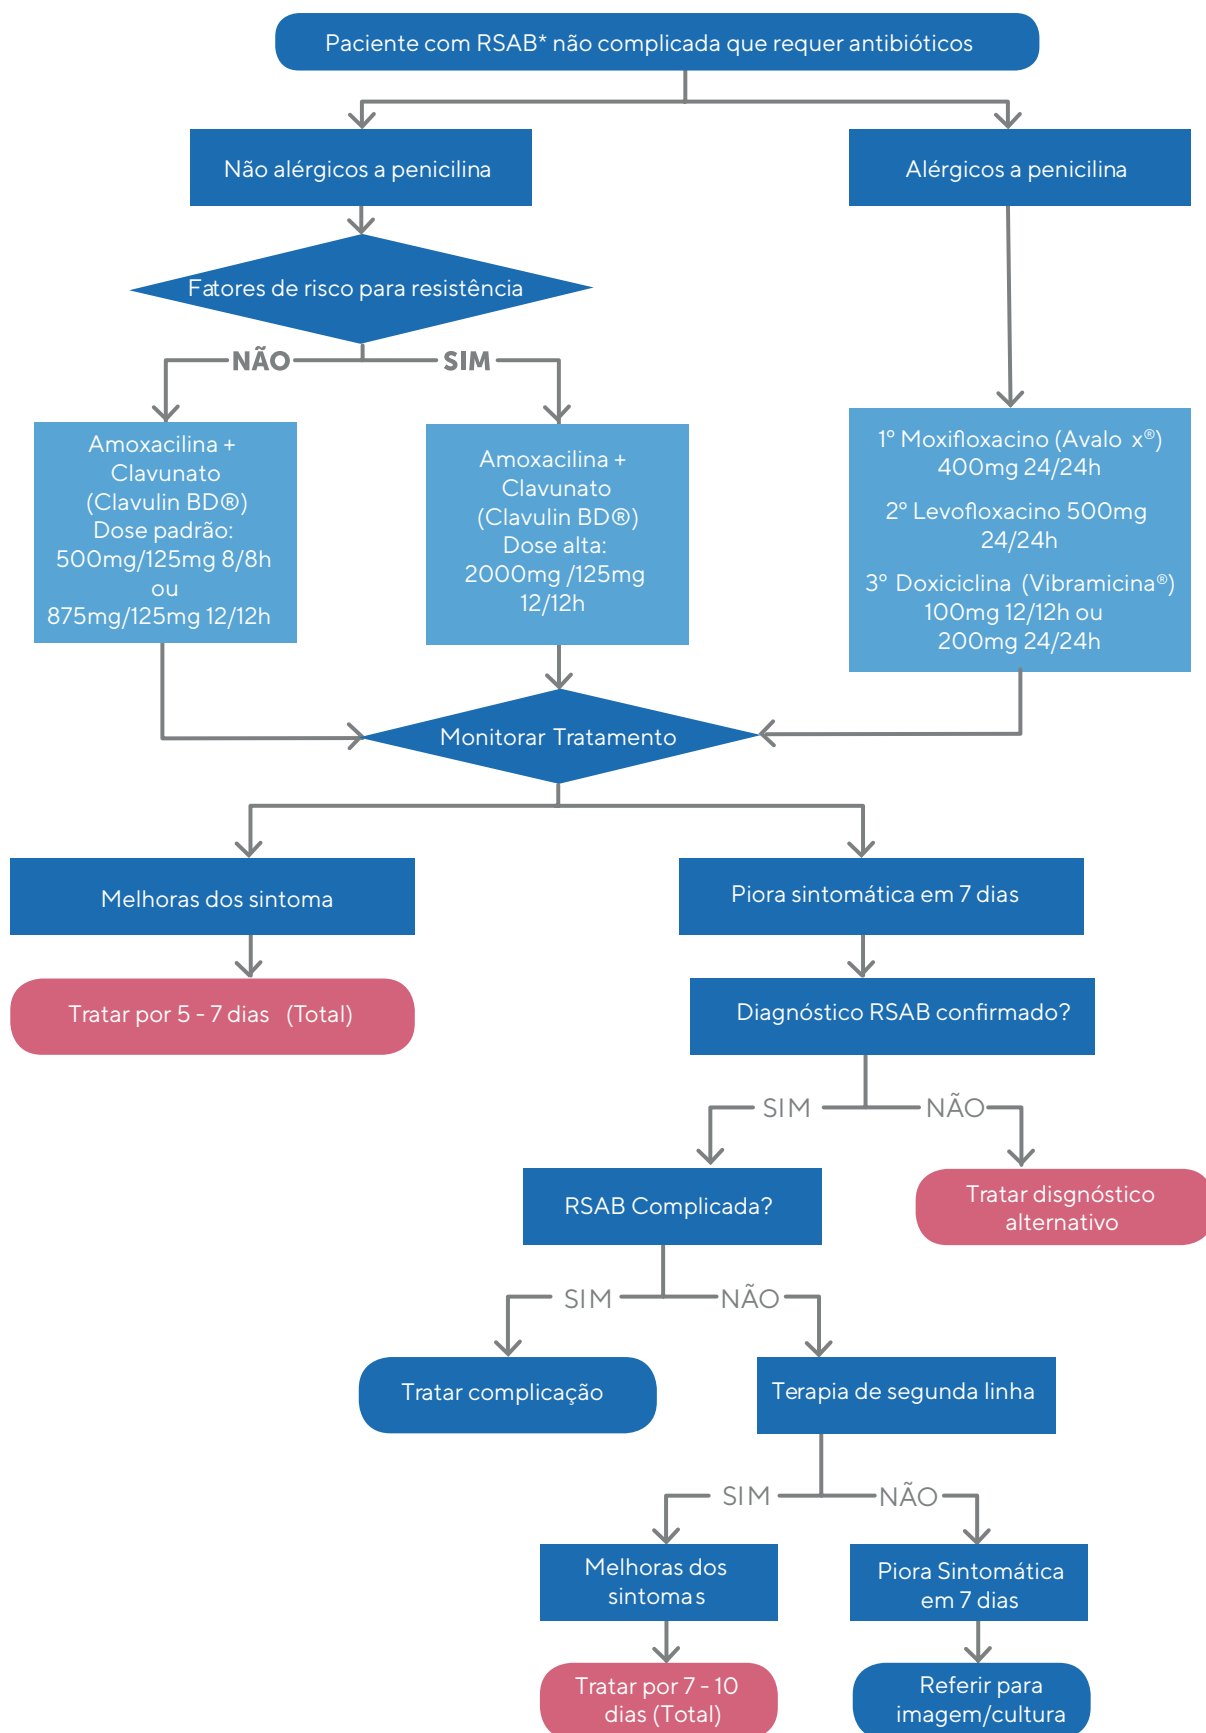 Paciente com RSAB* não complicada que requer antibióticos
Não alérgicos a penicilina
Alérgicos a penicilina
Fatores de risco para resistência
NÃO
SIM
Amoxacilina +
Clavunato
(Clavulin BD®)
Dose padrão:
500mg/125mg 8/8h
ou
875mg/125mg 12/12h
Amoxacilina +
Clavunato
(Clavulin BD®)
Dose alta:
2000mg /125mg
12/12h
1º Moxifloxacino (Avalo x®)
400mg 24/24h
2º Levofloxacino 500mg
24/24h
3º Doxiciclina (Vibramicina®)
100mg 12/12h ou
200mg 24/24h
Monitorar Tratamento
Melhoras dos sintoma
Piora sintomática em 7 dias
Tratar por 5 - 7 dias (Total)
Diagnóstico RSAB confirmado?
SIM
NÃO
RSAB Complicada?
Tratar disgnóstico
alternativo
SIM
NÃO
Tratar complicação
Terapia de segunda linha
SIM
NÃO
Melhoras dos
sintomas
Piora Sintomática
em 7 dias
Tratar por 7 - 10
dias (Total)
Referir para
imagem/cultura